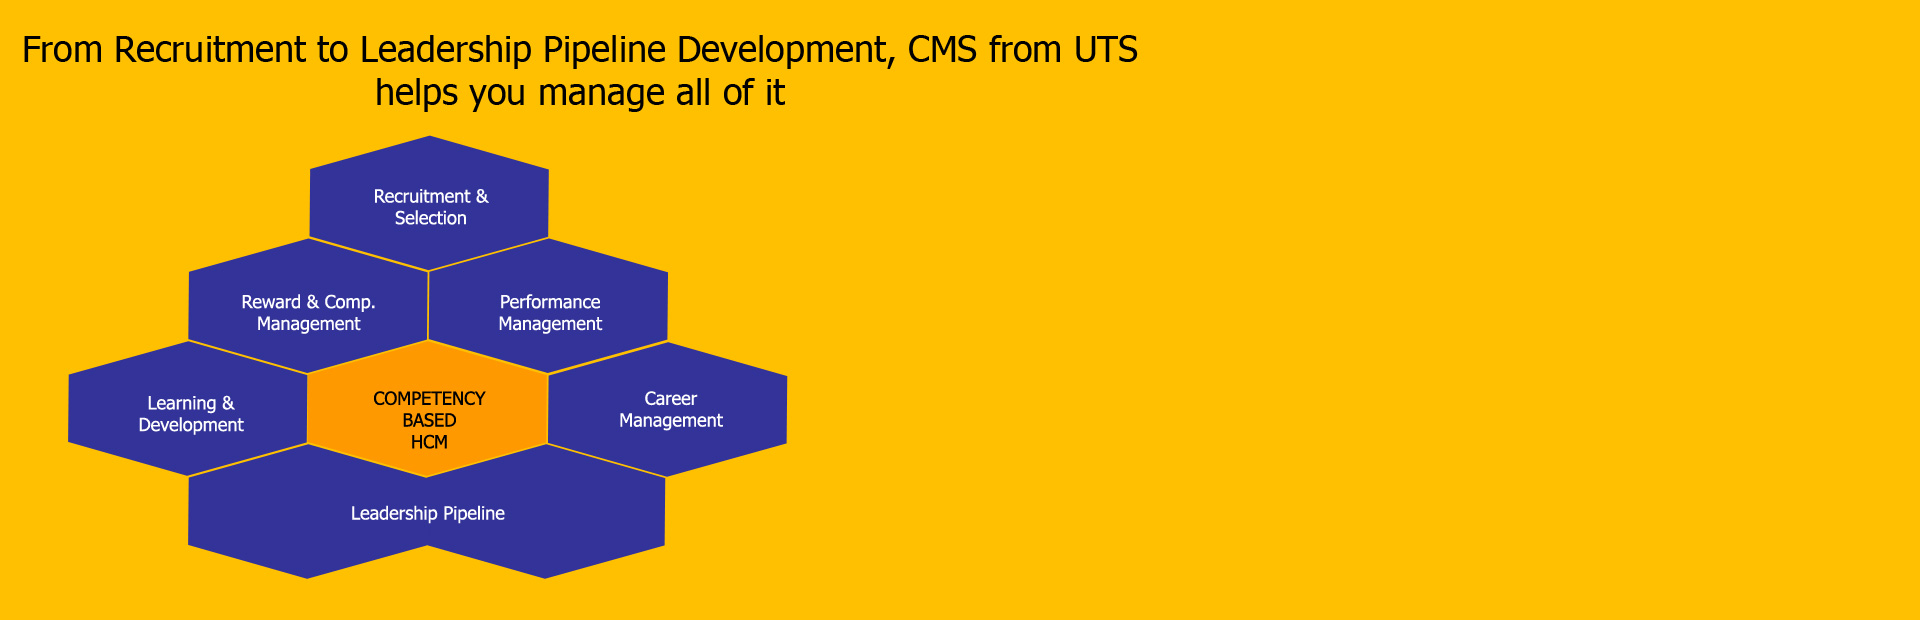 From Recruitment to Leadership Pipeline Development, CMS from UTS
helps you manage all of it
Recruitment &
Selection
Reward & Comp.
Management
Performance
Management
Learning &
Development
COMPETENCY
BASED
HCM
Career
Management
Leadership Pipeline